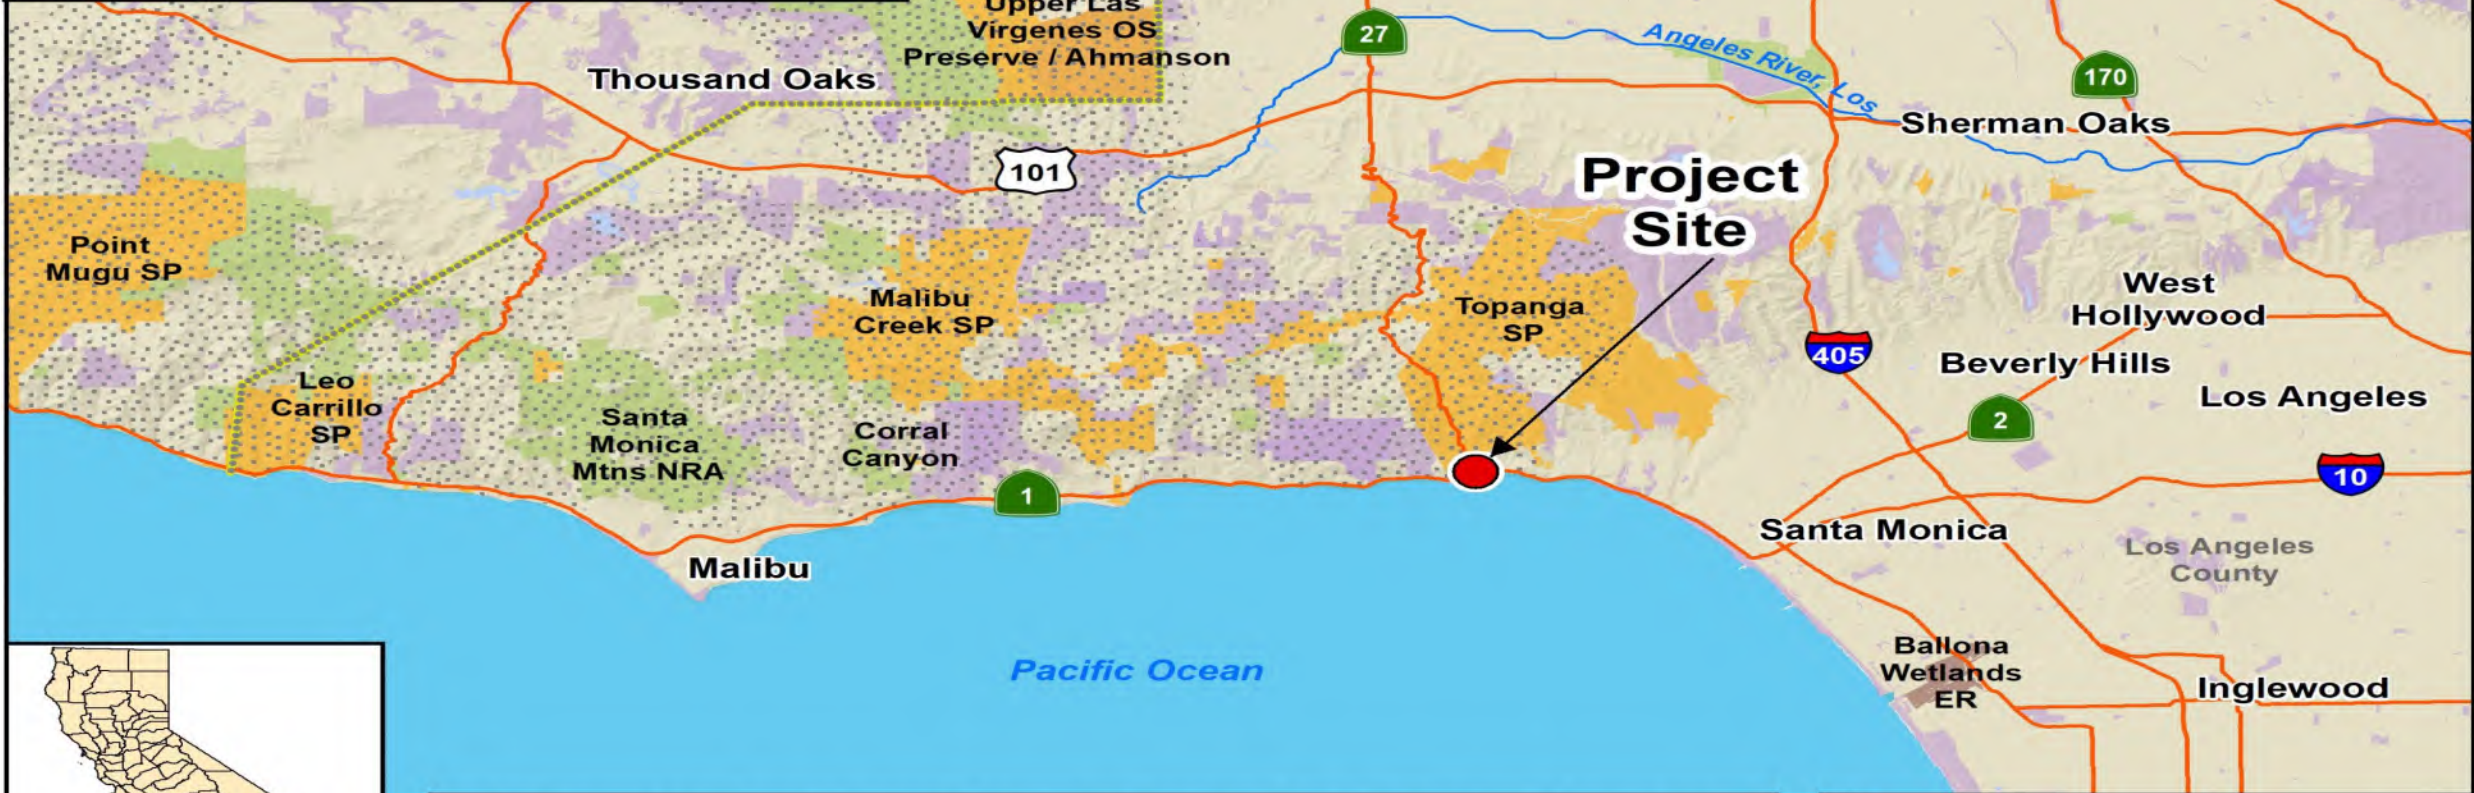 Upper Las
Virgenes OS
Preserve / Ahmanson
27
Angeles River, Los
170
Thousand Oaks
Sherman Oaks
101
Project
Site
Point
Mugu SP
Malibu
Creek SP
Topanga
SP
West
Hollywood
405
Beverly Hills
Leo
Carrillo
SP
Santa
Monica
Mtns NRA
Corral
Canyon
2
Los Angeles
1
10
Santa Monica
Los Angeles
County
Malibu
Pacific Ocean
Ballona
Wetlands
ER
Inglewood